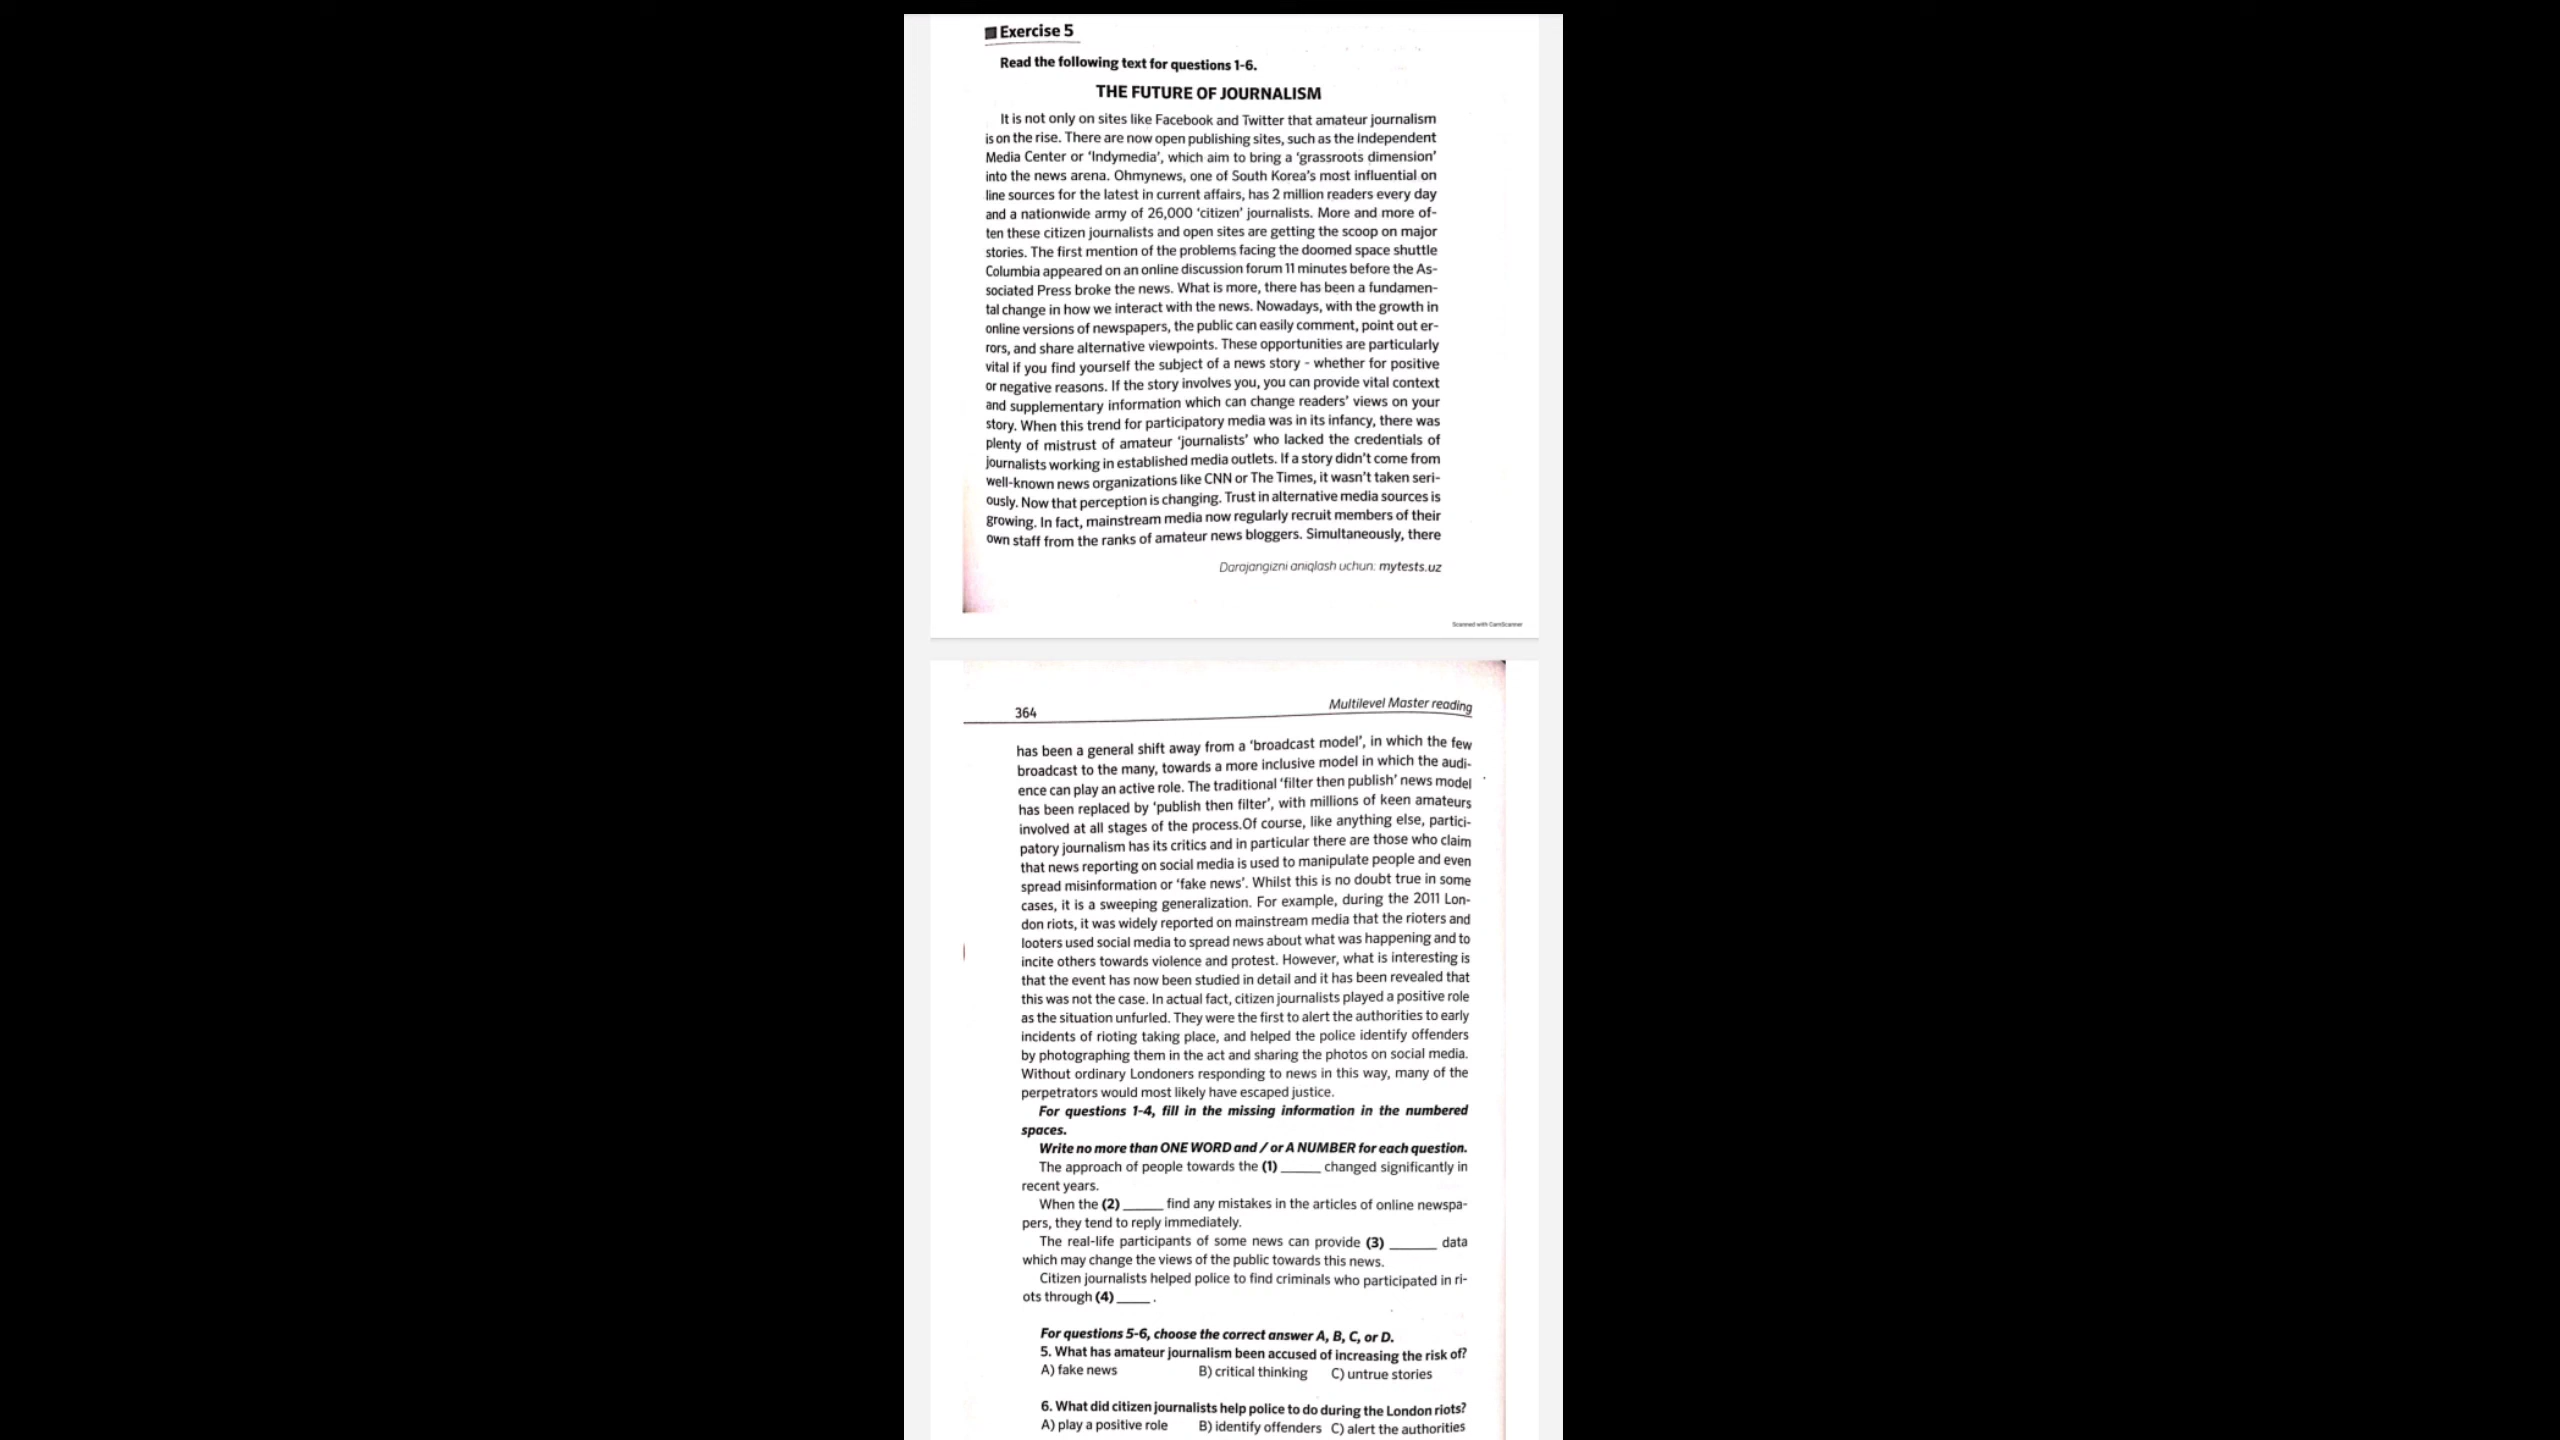 Exercise 5
Read the following text for questions 1-6.
THE FUTURE OF JOURNALISM
It is not only on sites like Facebook and Twitter that amateur journalism
is on the rise. There are now open publishing sites, such as the Independent
Media Center or ‘Indymedia’, which aim to bring a ‘grassroots dimension’
into the news arena. Ohmynews, one of South Korea’s most influential on
line sources for the latest in current affairs, has 2 million readers every day
and a nationwide army of 26,000 ‘citizen’ journalists. More and more of-
ten these citizen journalists and open sites are getting the scoop on major
stories. The first mention of the problems facing the doomed space shuttle
Columbia appeared on an online discussion forum 11 minutes before the As-
sociated Press broke the news. What is more, there has been a fundamen-
tal change in how we interact with the news. Nowadays, with the growth in
online versions of newspapers, the public can easily comment, point out er-
rors, and share alternative viewpoints. These opportunities are particularly
vital if you find yourself the subject of a news story - whether for positive
or negative reasons. If the story involves you, you can provide vital context
and supplementary information which can change readers’ views on your
story. When this trend for participatory media was in its infancy, there was
plenty of mistrust of amateur ‘journalists’ who lacked the credentials of
journalists working in established media outlets. If a story didn’t come from
well-known news organizations like CNN or The Times, it wasn’t taken seri-
ously. Now that perception is changing. Trust in alternative media sources is
growing. In fact, mainstream media now regularly recruit members of their
own staff from the ranks of amateur news bloggers. Simultaneously, there
Darajangizni aniqlash uchun: mytests.uz
Scanned with CamScanner
364 Multilevel Master reading
has been a general shift away from a ‘broadcast model’, in which the few
broadcast to the many, towards a more inclusive model in which the audi-
ence can play an active role. The traditional ‘filter then publish’ news model
has been replaced by ‘publish then filter’, with millions of keen amateurs
involved at all stages of the process.Of course, like anything else, partici-
patory journalism has its critics and in particular there are those who claim
that news reporting on social media is used to manipulate people and even
spread misinformation or ‘fake news’. Whilst this is no doubt true in some
cases, it is a sweeping generalization. For example, during the 2011 Lon-
don riots, it was widely reported on mainstream media that the rioters and
looters used social media to spread news about what was happening and to
incite others towards violence and protest. However, what is interesting is
that the event has now been studied in detail and it has been revealed that
this was not the case. In actual fact, citizen journalists played a positive role
as the situation unfurled. They were the first to alert the authorities to early
incidents of rioting taking place, and helped the police identify offenders
by photographing them in the act and sharing the photos on social media.
Without ordinary Londoners responding to news in this way, many of the
perpetrators would most likely have escaped justice.
For questions 1-4, fill in the missing information in the numbered
spaces.
Write no more than ONE WORD and / or A NUMBER for each question.
The approach of people towards the (1) _____ changed significantly in
recent years.
When the (2) _____ find any mistakes in the articles of online newspa-
pers, they tend to reply immediately.
The real-life participants of some news can provide (3) ______ data
which may change the views of the public towards this news.
Citizen journalists helped police to find criminals who participated in ri-
ots through (4) ____ .
For questions 5-6, choose the correct answer A, B, C, or D.
5. What has amateur journalism been accused of increasing the risk of?
A) fake news B) critical thinking C) untrue stories
6. What did citizen journalists help police to do during the London riots?
A) play a positive role B) identify offenders C) alert the authorities